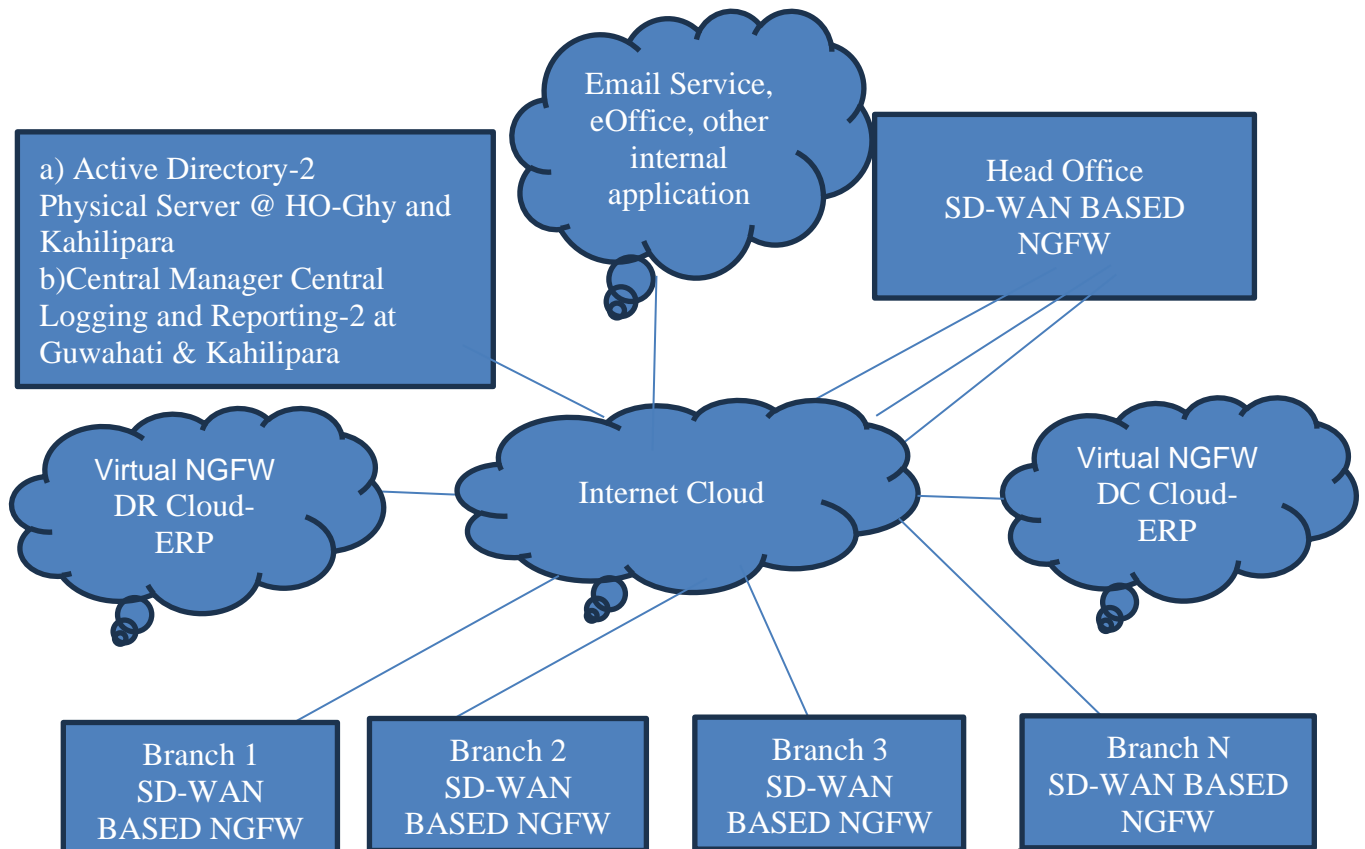 Email Service,
eOffice, other
internal
application
a) Active Directory-2
Physical Server @ HO-Ghy and
Kahilipara
b)Central Manager Central
Logging and Reporting-2 at
Guwahati & Kahilipara
Head Office
SD-WAN BASED
NGFW
Virtual NGFW
DR Cloud-
ERP
Internet Cloud
Virtual NGFW
DC Cloud-
ERP
Branch 1
SD-WAN
BASED NGFW
Branch 2
SD-WAN
BASED NGFW
Branch 3
SD-WAN
BASED NGFW
Branch N
SD-WAN BASED
NGFW